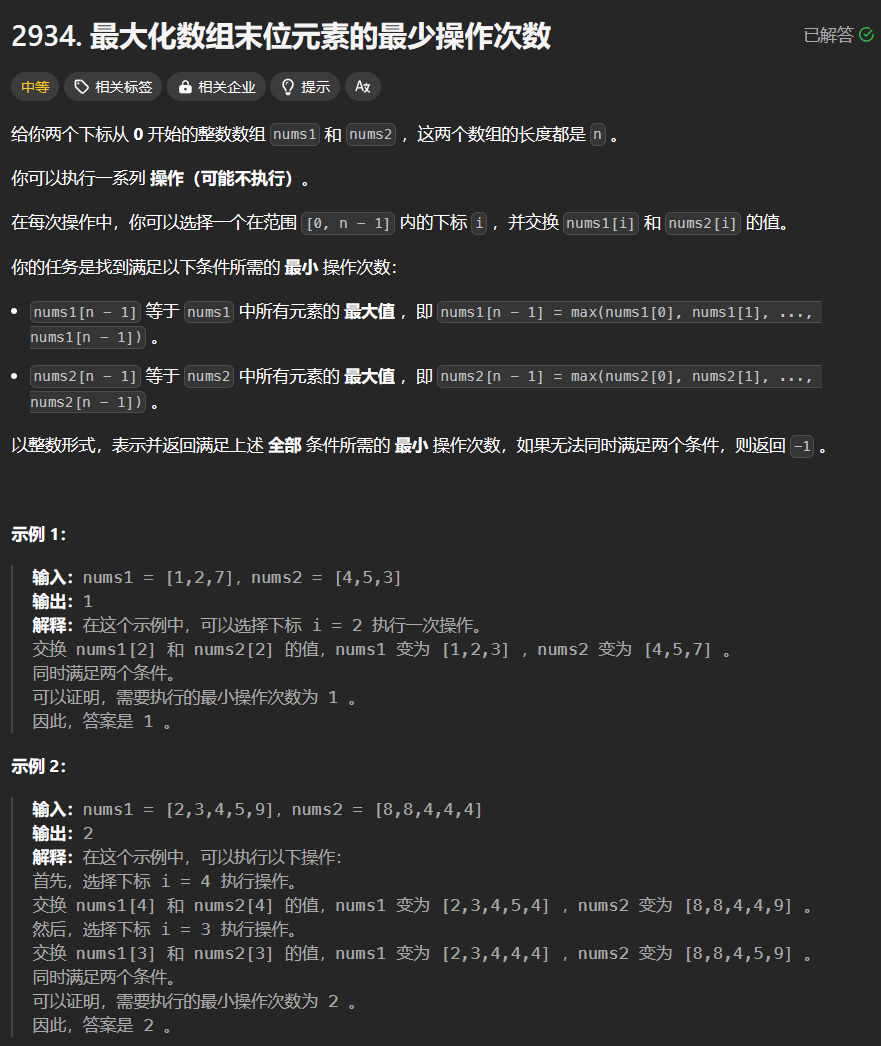 2934. 最大化数组末位元素的最少操作次数
已解答
中等 相关标签 相关企业 提示 Ax
给你两个下标从 0 开始的整数数组 nums1 和 nums2 ，这两个数组的长度都是 n 。
你可以执行一系列 操作（可能不执行）。
在每次操作中，你可以选择一个在范围 [0, n - 1] 内的下标 i ，并交换 nums1[i] 和 nums2[i] 的值。
你的任务是找到满足以下条件所需的 最小 操作次数：
• nums1[n - 1] 等于 nums1 中所有元素的 最大值 ，即 nums1[n - 1] = max(nums1[0], nums1[1], ...,
nums1[n - 1]) 。
• nums2[n - 1] 等于 nums2 中所有元素的 最大值 ，即 nums2[n - 1] = max(nums2[0], nums2[1], ...,
nums2[n - 1]) 。
以整数形式，表示并返回满足上述 全部 条件所需的 最小 操作次数，如果无法同时满足两个条件，则返回 -1 。
示例 1：
输入：nums1 = [1,2,7]，nums2 = [4,5,3]
输出：1
解释：在这个示例中，可以选择下标 i = 2 执行一次操作。
交换 nums1[2] 和 nums2[2] 的值，nums1 变为 [1,2,3] ，nums2 变为 [4,5,7] 。
同时满足两个条件。
可以证明，需要执行的最小操作次数为 1 。
因此，答案是 1 。
示例 2：
输入：nums1 = [2,3,4,5,9]，nums2 = [8,8,4,4,4]
输出：2
解释：在这个示例中，可以执行以下操作：
首先，选择下标 i = 4 执行操作。
交换 nums1[4] 和 nums2[4] 的值，nums1 变为 [2,3,4,5,4] ，nums2 变为 [8,8,4,4,9] 。
然后，选择下标 i = 3 执行操作。
交换 nums1[3] 和 nums2[3] 的值，nums1 变为 [2,3,4,4,4] ，nums2 变为 [8,8,4,5,9] 。
同时满足两个条件。
可以证明，需要执行的最小操作次数为 2 。
因此，答案是 2 。